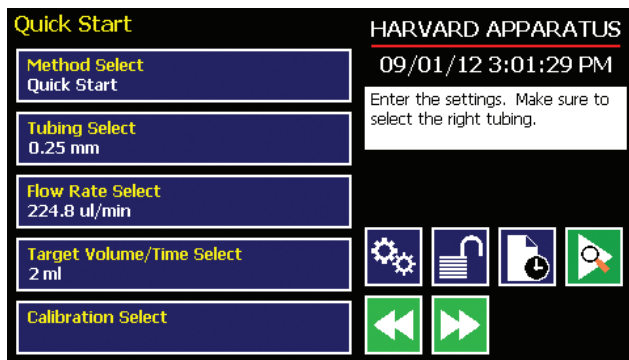 Quick Start
Method Select
Quick Start
Tubing Select
0.25 mm
Flow Rate Select
224.8 ul/min
Target Volume/Time Select
2 ml
Calibration Select
HARVARD APPARATUS
09/01/12 3:01:29 PM
Enter the settings. Make sure to
select the right tubing.